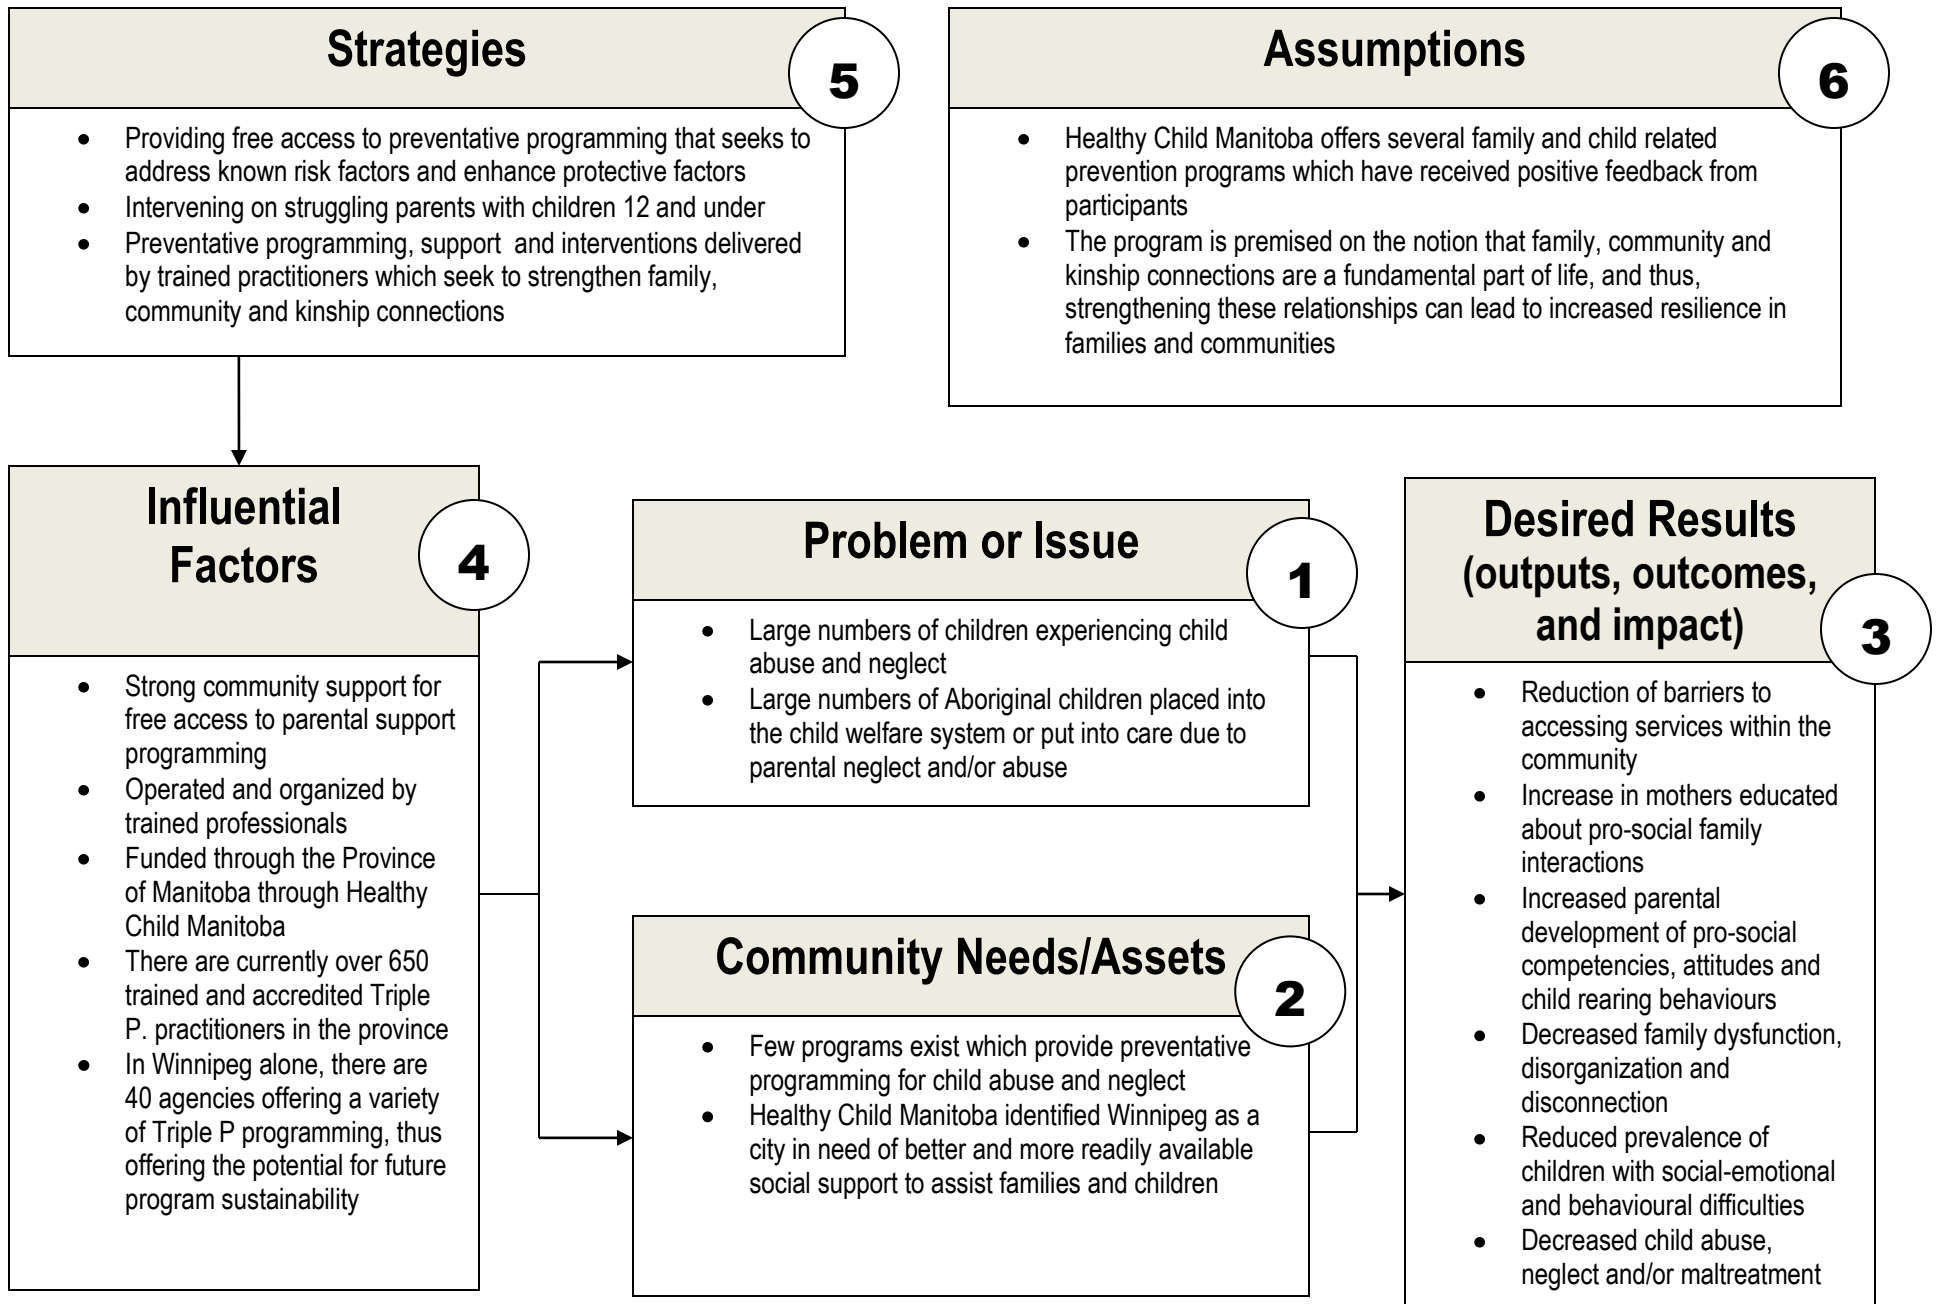 Strategies
5
• Providing free access to preventative programming that seeks to
address known risk factors and enhance protective factors
• Intervening on struggling parents with children 12 and under
• Preventative programming, support and interventions delivered
by trained practitioners which seek to strengthen family,
community and kinship connections
Assumptions
6
• Healthy Child Manitoba offers several family and child related
prevention programs which have received positive feedback from
participants
• The program is premised on the notion that family, community and
kinship connections are a fundamental part of life, and thus,
strengthening these relationships can lead to increased resilience in
families and communities
Influential
Factors
4
• Strong community support for
free access to parental support
programming
• Operated and organized by
trained professionals
• Funded through the Province
of Manitoba through Healthy
Child Manitoba
• There are currently over 650
trained and accredited Triple
P. practitioners in the province
• In Winnipeg alone, there are
40 agencies offering a variety
of Triple P programming, thus
offering the potential for future
program sustainability
Problem or Issue
1
• Large numbers of children experiencing child
abuse and neglect
• Large numbers of Aboriginal children placed into
the child welfare system or put into care due to
parental neglect and/or abuse
Community Needs/Assets
2
• Few programs exist which provide preventative
programming for child abuse and neglect
• Healthy Child Manitoba identified Winnipeg as a
city in need of better and more readily available
social support to assist families and children
Desired Results
(outputs, outcomes,
and impact)
3
• Reduction of barriers to
accessing services within the
community
• Increase in mothers educated
about pro-social family
interactions
• Increased parental
development of pro-social
competencies, attitudes and
child rearing behaviours
• Decreased family dysfunction,
disorganization and
disconnection
• Reduced prevalence of
children with social-emotional
and behavioural difficulties
• Decreased child abuse,
neglect and/or maltreatment